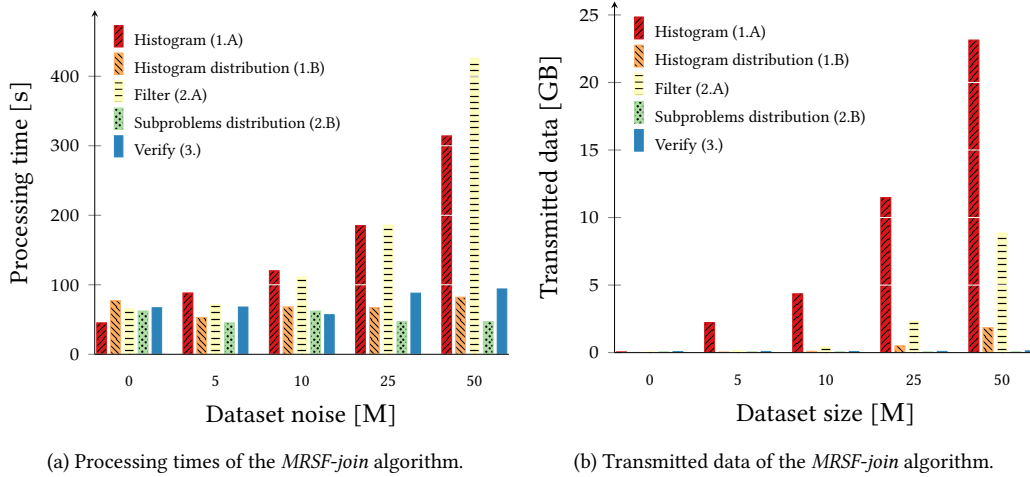 Processing time [s]
400
300
200
100
0
Histogram (1.A)
Histogram distribution (1.B)
Filter (2.A)
Subproblems distribution (2.B)
Verify (3.)
0 5 10 25 50
Dataset noise [M]
(a) Processing times of the MRSF-join algorithm.
Transmitted data [GB]
25
20
15
10
5
0
Histogram (1.A)
Histogram distribution (1.B)
Filter (2.A)
Subproblems distribution (2.B)
Verify (3.)
0 5 10 25 50
Dataset size [M]
(b) Transmitted data of the MRSF-join algorithm.